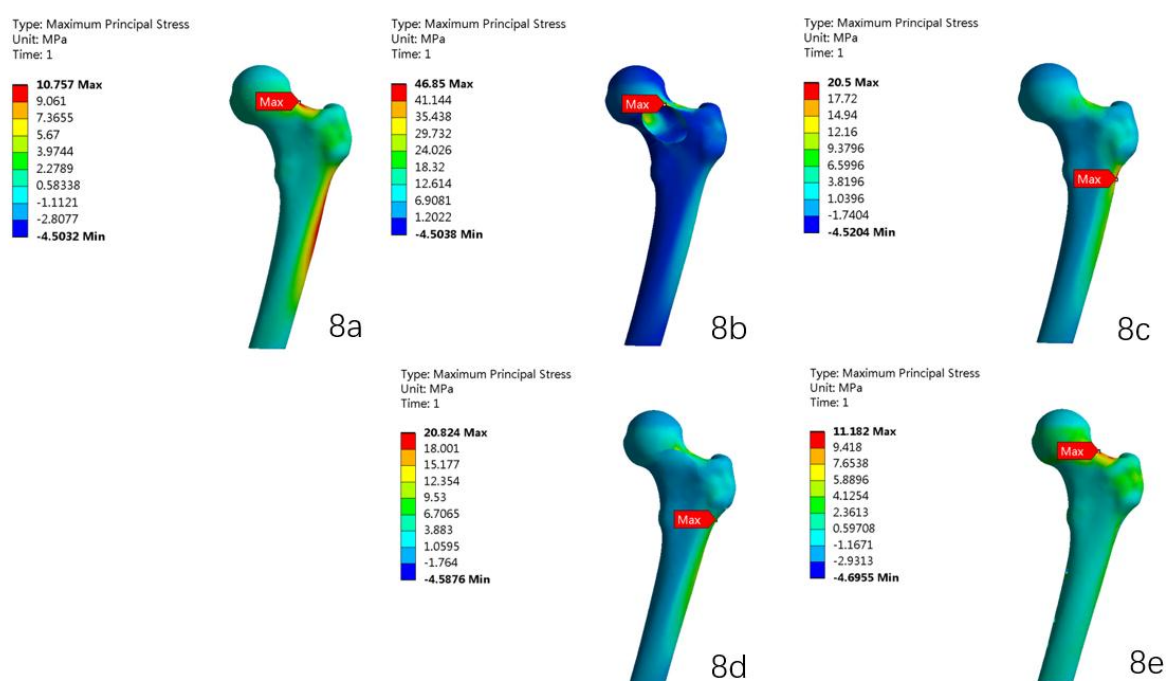 Type: Maximum Principal Stress
Unit: MPa
Time: 1
10.757 Max
9.061
7.3655
5.67
3.9744
2.2789
0.58338
-1.1121
-2.8077
-4.5032 Min
Max
8a
Type: Maximum Principal Stress
Unit: MPa
Time: 1
46.85 Max
41.144
35.438
29.732
24.026
18.32
12.614
6.9081
1.2022
-4.5038 Min
Max
8b
Type: Maximum Principal Stress
Unit: MPa
Time: 1
20.5 Max
17.72
14.94
12.16
9.3796
6.5996
3.8196
1.0396
-1.7404
-4.5204 Min
Max
8c
Type: Maximum Principal Stress
Unit: MPa
Time: 1
20.824 Max
18.001
15.177
12.354
9.53
6.7065
3.883
1.0595
-1.764
-4.5876 Min
Max
8d
Type: Maximum Principal Stress
Unit: MPa
Time: 1
11.182 Max
9.418
7.6538
5.8896
4.1254
2.3613
0.59708
-1.1671
-2.9313
-4.6955 Min
Max
8e